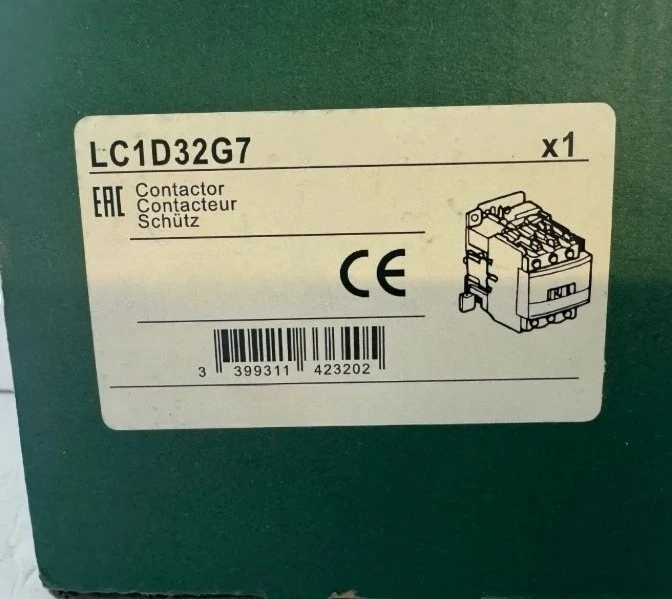 LC1D32G7 x1
EAC Contactor
Contacteur
Schütz
CE
3 399311 423202